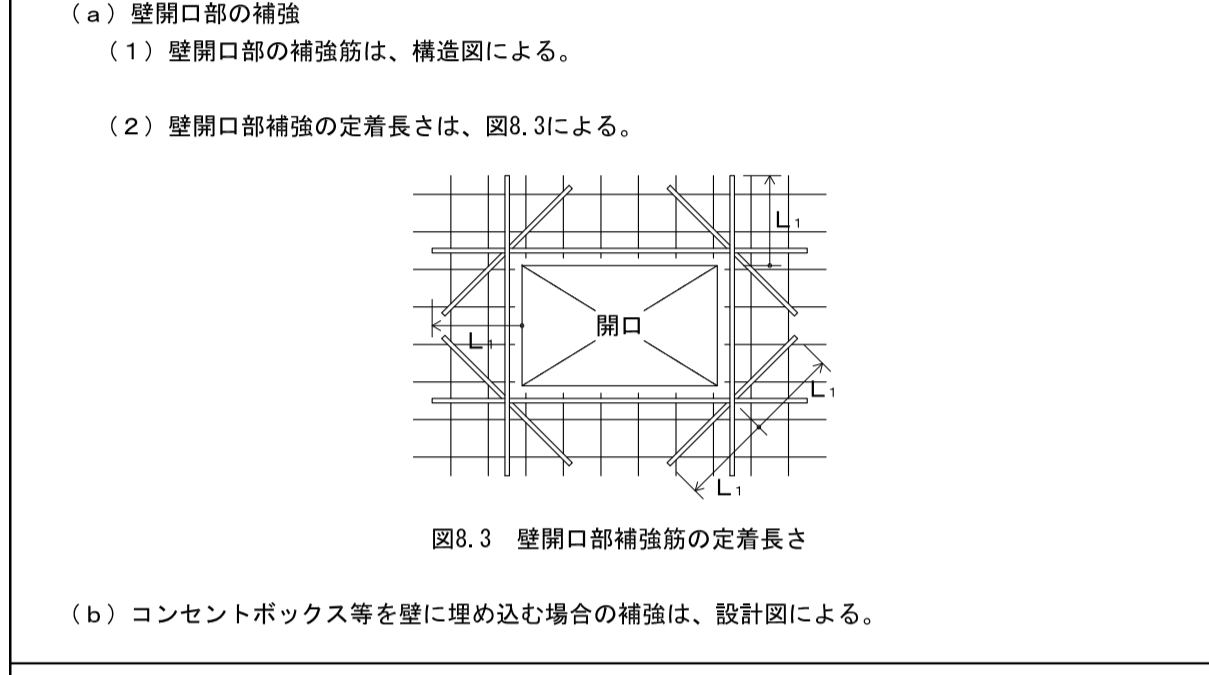 （ａ）壁開口部の補強
（１）壁開口部の補強筋は、構造図による。
（２）壁開口部補強の定着長さは、図8.3による。
L₁
開口
L₁
L₁
L₁
図8.3　壁開口部補強筋の定着長さ
（ｂ）コンセントボックス等を壁に埋め込む場合の補強は、設計図による。